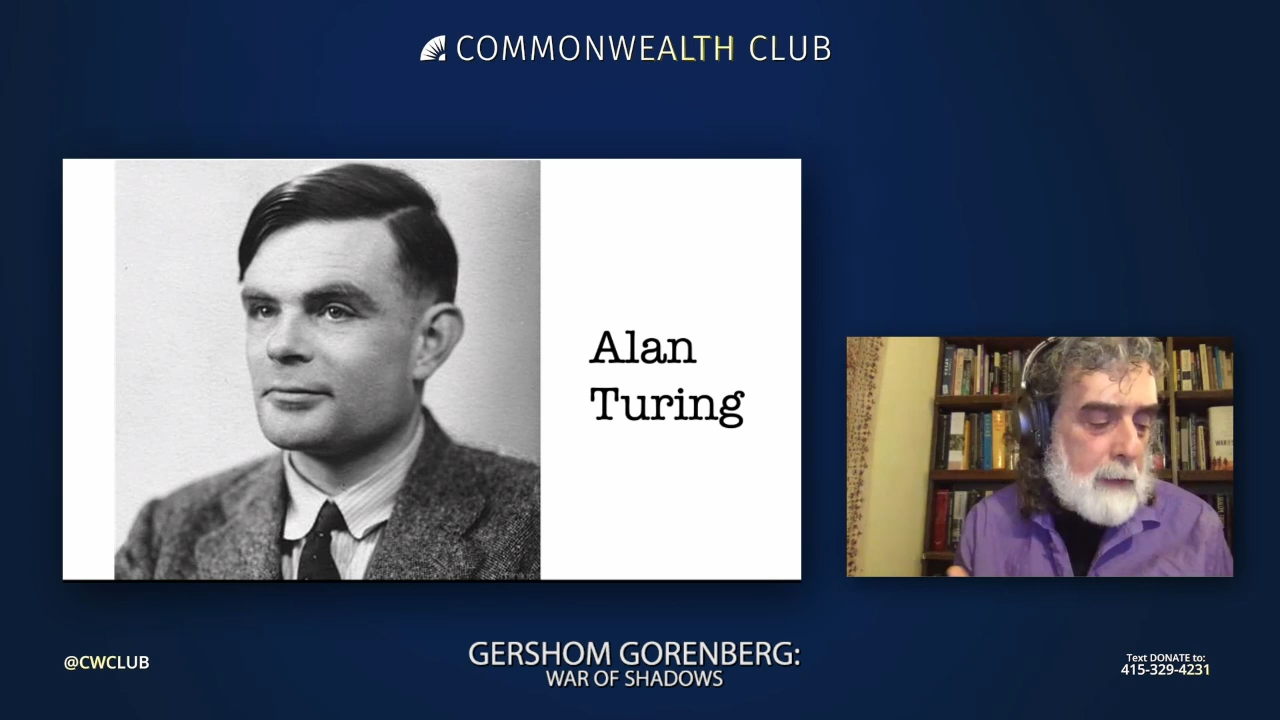 COMMONWEALTH CLUB
Alan
Turing
@CWCLUB
GERSHOM GORENBERG:
WAR OF SHADOWS
Text DONATE to:
415-329-4231